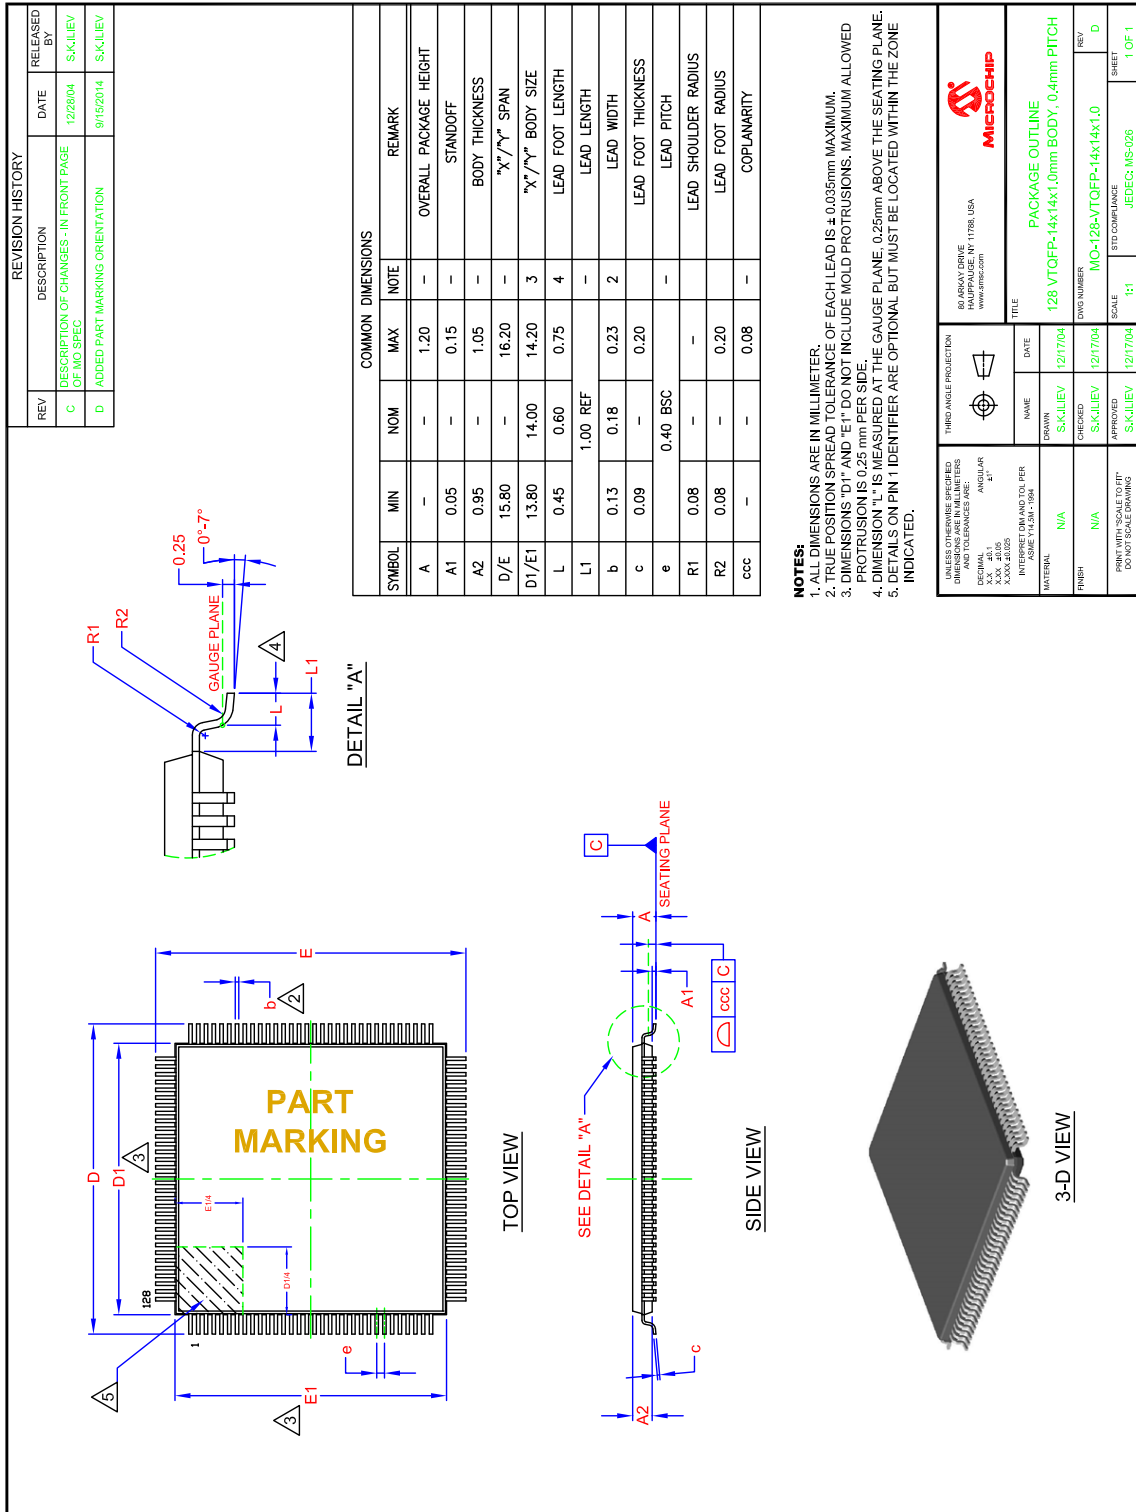 REVISION HISTORY
REV DESCRIPTION DATE RELEASED BY
C DESCRIPTION OF CHANGES - IN FRONT PAGE OF MO SPEC 12/28/04 S.K.ILIEV
D ADDED PART MARKING ORIENTATION 9/15/2014 S.K.ILIEV
D
D1
3
E
E1
3
b
2
e
5
1
128
E1/4
D1/4
PART
MARKING
TOP VIEW
R1
R2
GAUGE PLANE
0.25
0°-7°
4
L
L1
DETAIL "A"
SEE DETAIL "A"
C
SEATING PLANE
A
A1
ccc C
A2
c
SIDE VIEW
3-D VIEW
COMMON DIMENSIONS
SYMBOL MIN NOM MAX NOTE REMARK
A - - 1.20 - OVERALL PACKAGE HEIGHT
A1 0.05 - 0.15 - STANDOFF
A2 0.95 - 1.05 - BODY THICKNESS
D/E 15.80 - 16.20 - "X"/"Y" SPAN
D1/E1 13.80 14.00 14.20 3 "X"/"Y" BODY SIZE
L 0.45 0.60 0.75 4 LEAD FOOT LENGTH
L1 1.00 REF - LEAD LENGTH
b 0.13 0.18 0.23 2 LEAD WIDTH
c 0.09 - 0.20 LEAD FOOT THICKNESS
e 0.40 BSC - LEAD PITCH
R1 0.08 - - LEAD SHOULDER RADIUS
R2 0.08 - 0.20 - LEAD FOOT RADIUS
ccc - - 0.08 - COPLANARITY
NOTES:
1. ALL DIMENSIONS ARE IN MILLIMETER.
2. TRUE POSITION SPREAD TOLERANCE OF EACH LEAD IS ± 0.035mm MAXIMUM.
3. DIMENSIONS "D1" AND "E1" DO NOT INCLUDE MOLD PROTRUSIONS. MAXIMUM ALLOWED
PROTRUSION IS 0.25 mm PER SIDE.
4. DIMENSION "L" IS MEASURED AT THE GAUGE PLANE, 0.25mm ABOVE THE SEATING PLANE.
5. DETAILS ON PIN 1 IDENTIFIER ARE OPTIONAL BUT MUST BE LOCATED WITHIN THE ZONE
INDICATED.
UNLESS OTHERWISE SPECIFIED
DIMENSIONS ARE IN MILLIMETERS
AND TOLERANCES ARE:
DECIMAL ANGULAR
X.X ±0.1 ±1°
X.XX ±0.05
X.XXX ±0.025
INTERPRET DIM AND TOL PER
ASME Y14.5M - 1994
MATERIAL
N/A
FINISH
N/A
PRINT WITH "SCALE TO FIT"
DO NOT SCALE DRAWING
THIRD ANGLE PROJECTION
NAME DATE
DRAWN
S.K.ILIEV 12/17/04
CHECKED
S.K.ILIEV 12/17/04
APPROVED
S.K.ILIEV 12/17/04
80 ARKAY DRIVE
HAUPPAUGE, NY 11788, USA
www.smsc.com
MICROCHIP
TITLE
PACKAGE OUTLINE
128 VTQFP-14x14x1.0mm BODY, 0.4mm PITCH
DWG NUMBER
MO-128-VTQFP-14x14x1.0
REV
D
SCALE
1:1
STD COMPLIANCE
JEDEC: MS-026
SHEET
1 OF 1